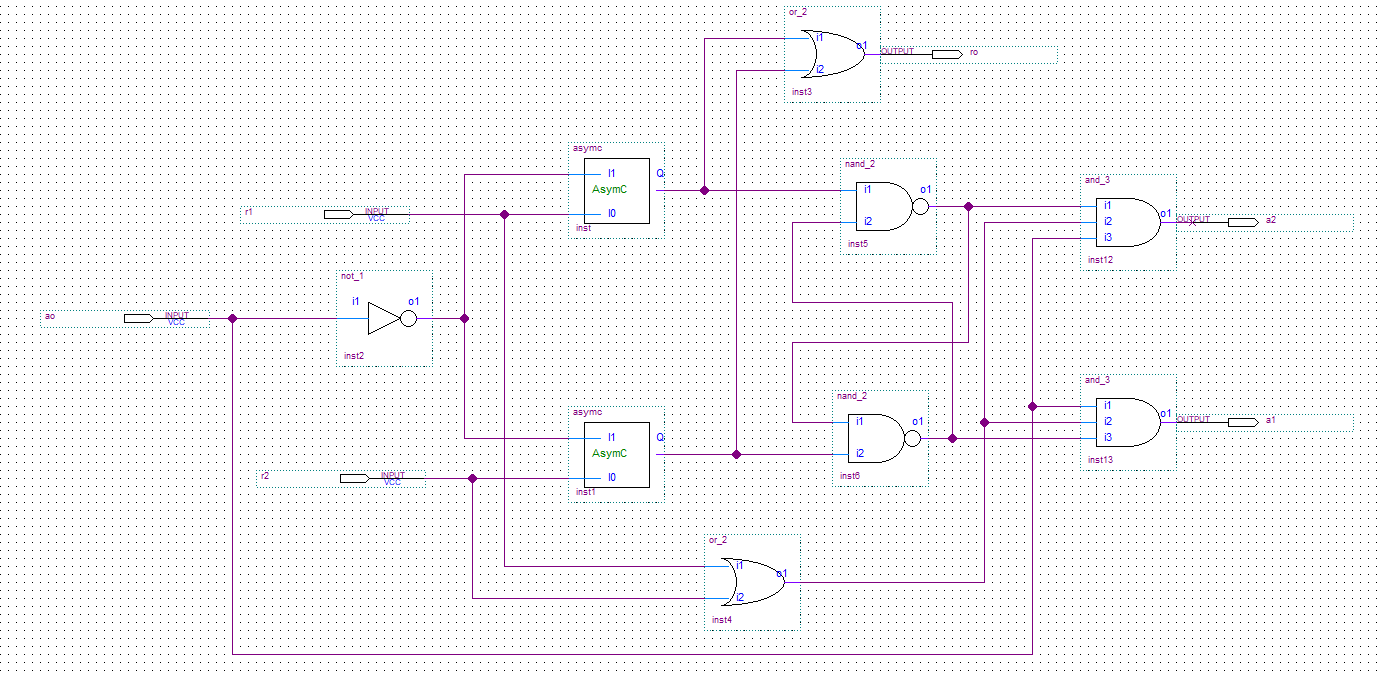 or_2
i1
o1
i2
OUTPUT
ro
inst3
asymc
I1
Q
AsymC
I0
inst
r1
INPUT
VCC
nand_2
i1
o1
i2
inst5
and_3
i1
i2
o1
i3
OUTPUT
a2
inst12
ao
INPUT
VCC
not_1
i1
o1
inst2
asymc
I1
Q
AsymC
I0
inst1
r2
INPUT
VCC
nand_2
i1
o1
i2
inst6
and_3
i1
i2
o1
i3
OUTPUT
a1
inst13
or_2
i1
o1
i2
inst4